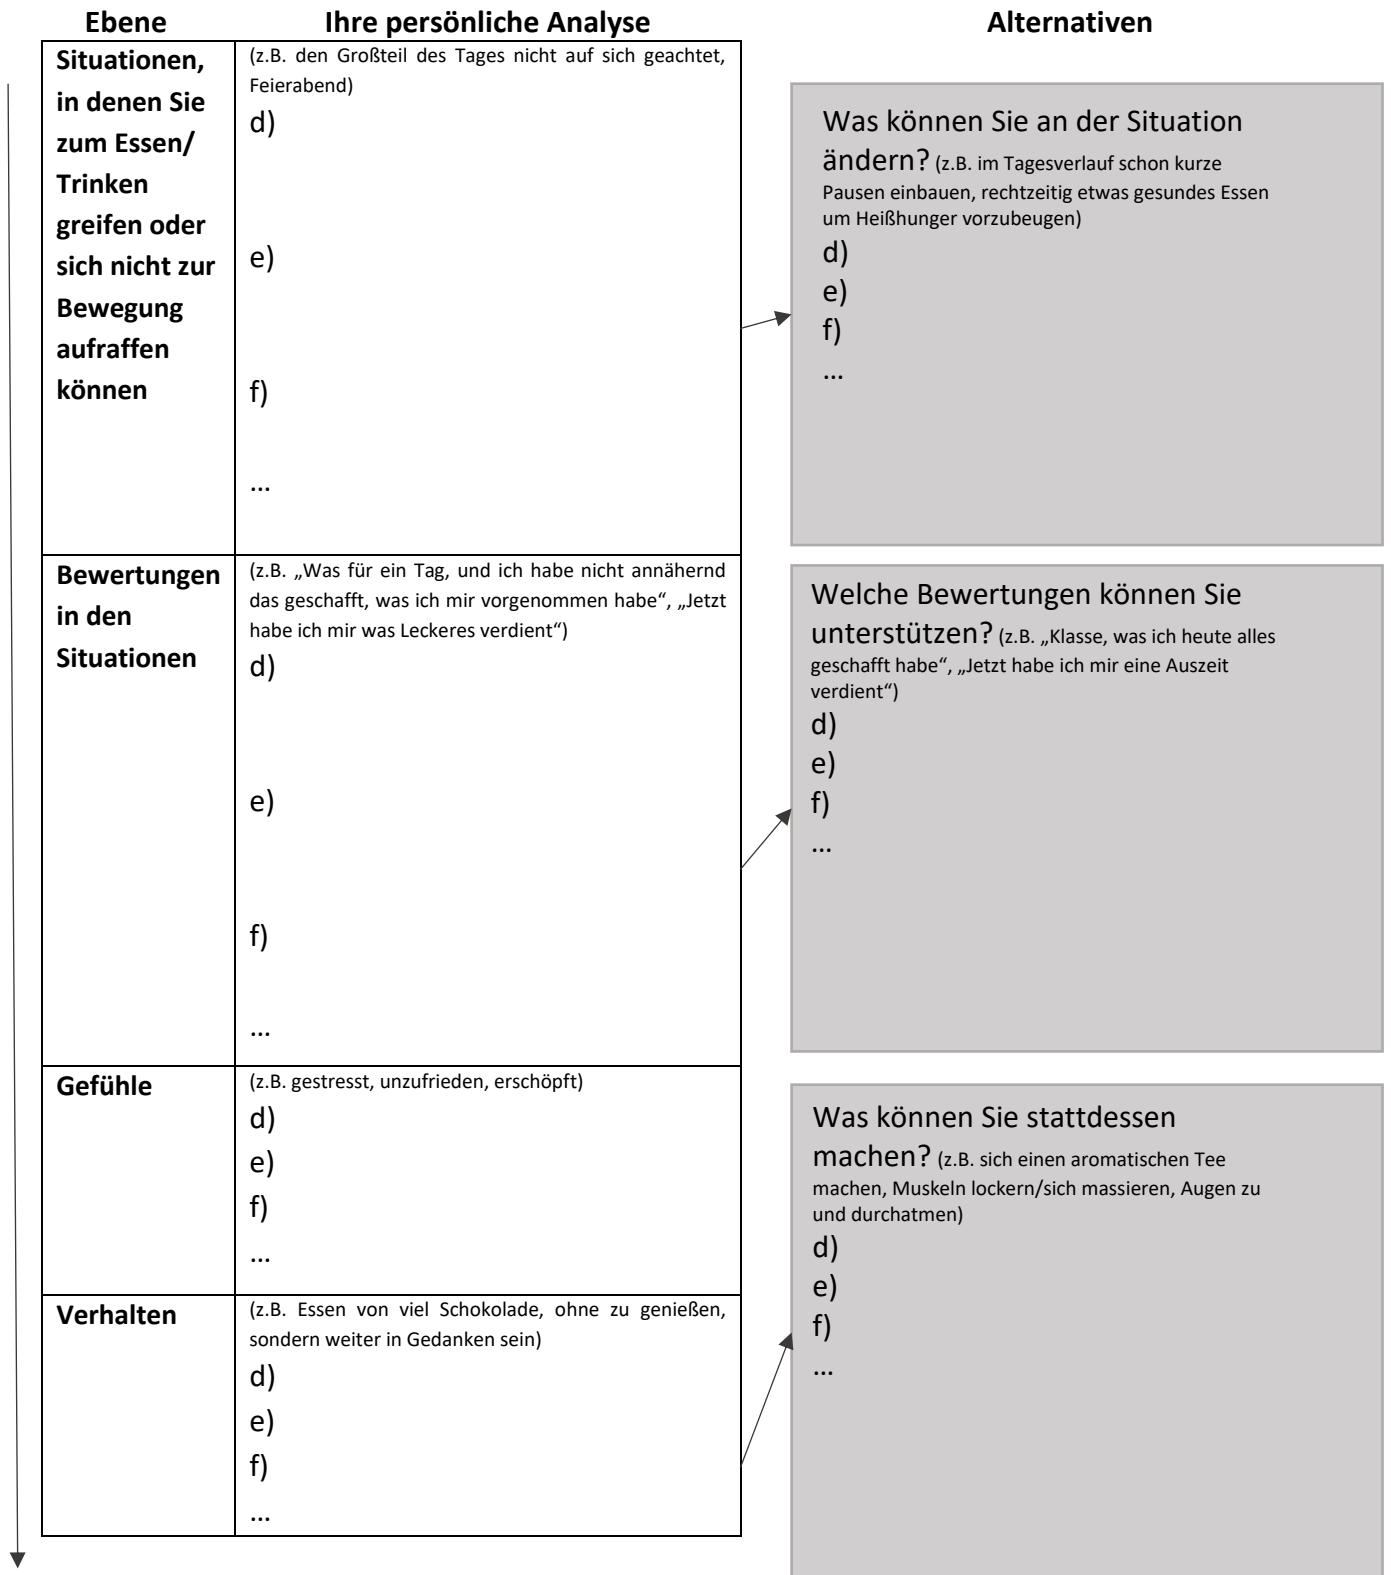 Ebene Ihre persönliche Analyse Alternativen
Situationen,
in denen Sie
zum Essen/
Trinken
greifen oder
sich nicht zur
Bewegung
aufraffen
können
(z.B. den Großteil des Tages nicht auf sich geachtet,
Feierabend)
d)
e)
f)
...
Was können Sie an der Situation
ändern? (z.B. im Tagesverlauf schon kurze
Pausen einbauen, rechtzeitig etwas gesundes Essen
um Heißhunger vorzubeugen)
d)
e)
f)
...
Bewertungen
in den
Situationen
(z.B. „Was für ein Tag, und ich habe nicht annähernd
das geschafft, was ich mir vorgenommen habe“, „Jetzt
habe ich mir was Leckeres verdient“)
d)
e)
f)
...
Welche Bewertungen können Sie
unterstützen? (z.B. „Klasse, was ich heute alles
geschafft habe“, „Jetzt habe ich mir eine Auszeit
verdient“)
d)
e)
f)
...
Gefühle
(z.B. gestresst, unzufrieden, erschöpft)
d)
e)
f)
...
Verhalten
(z.B. Essen von viel Schokolade, ohne zu genießen,
sondern weiter in Gedanken sein)
d)
e)
f)
...
Was können Sie stattdessen
machen? (z.B. sich einen aromatischen Tee
machen, Muskeln lockern/sich massieren, Augen zu
und durchatmen)
d)
e)
f)
...